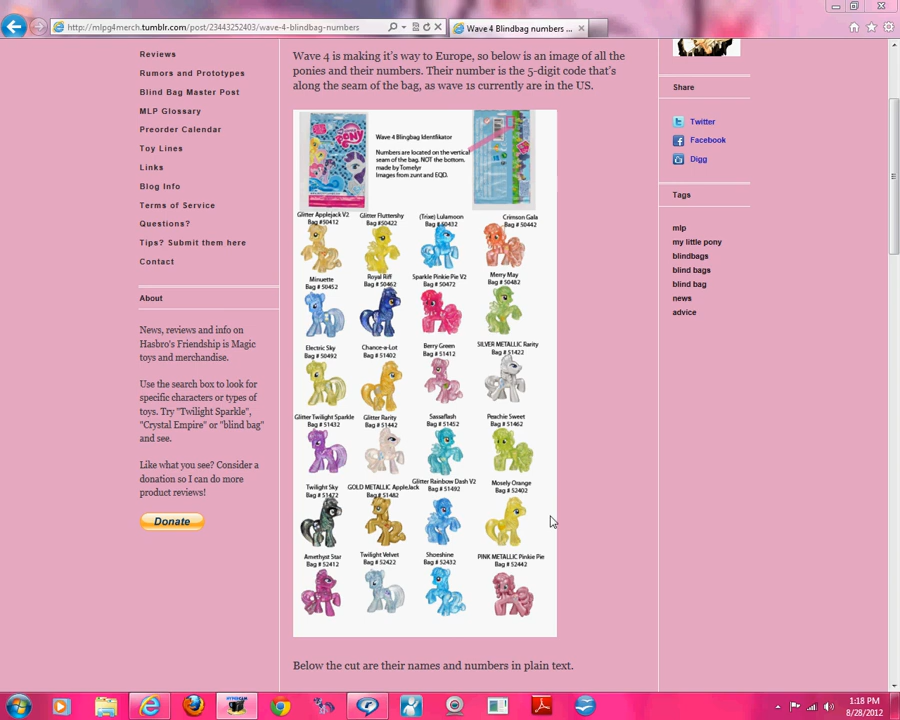 http://mlpg4merch.tumblr.com/post/23443252403/wave-4-blindbag-numbers
Wave 4 Blindbag numbers ...
Reviews
Rumors and Prototypes
Blind Bag Master Post
MLP Glossary
Preorder Calendar
Toy Lines
Links
Blog Info
Terms of Service
Questions?
Tips? Submit them here
Contact
About
News, reviews and info on
Hasbro's Friendship is Magic
toys and merchandise.
Use the search box to look for
specific characters or types of
toys. Try "Twilight Sparkle",
"Crystal Empire" or "blind bag"
and see.
Like what you see? Consider a
donation so I can do more
product reviews!
Donate
Wave 4 is making it's way to Europe, so below is an image of all the
ponies and their numbers. Their number is the 5-digit code that's
along the seam of the bag, as wave 1s currently are in the US.
PONY
Wave 4 Blingbag Identfikator
Numbers are located on the vertical
seam of the bag. NOT the bottom.
made by Tomelyr
Images from zunt and EQD.
Glitter Applejack V2
Bag #50412
Glitter Fluttershy
Bag #50422
(Trixe) Lulamoon
Bag #50432
Crimson Gala
Bag # 50442
Minuette
Bag # 50452
Royal Riff
Bag # 50462
Sparkle Pinkie Pie V2
Bag # 50472
Merry May
Bag # 50482
Electric Sky
Bag # 50492
Chance-a-Lot
Bag # 51402
Berry Green
Bag # 51412
SILVER METALLIC Rarity
Bag # 51422
Glitter Twilight Sparkle
Bag # 51432
Glitter Rarity
Bag # 51442
Sassaflash
Bag # 51452
Peachie Sweet
Bag # 51462
Twilight Sky
Bag # 51472
GOLD METALLIC AppleJack
Bag # 51482
Glitter Rainbow Dash V2
Bag # 51492
Mosely Orange
Bag # 52402
Amethyst Star
Bag # 52412
Twilight Velvet
Bag # 52422
Shoeshine
Bag # 52432
PINK METALLIC Pinkie Pie
Bag # 52442
Below the cut are their names and numbers in plain text.
Share
Twitter
Facebook
Digg
Tags
mlp
my little pony
blindbags
blind bags
blind bag
news
advice
1:18 PM
8/28/2012